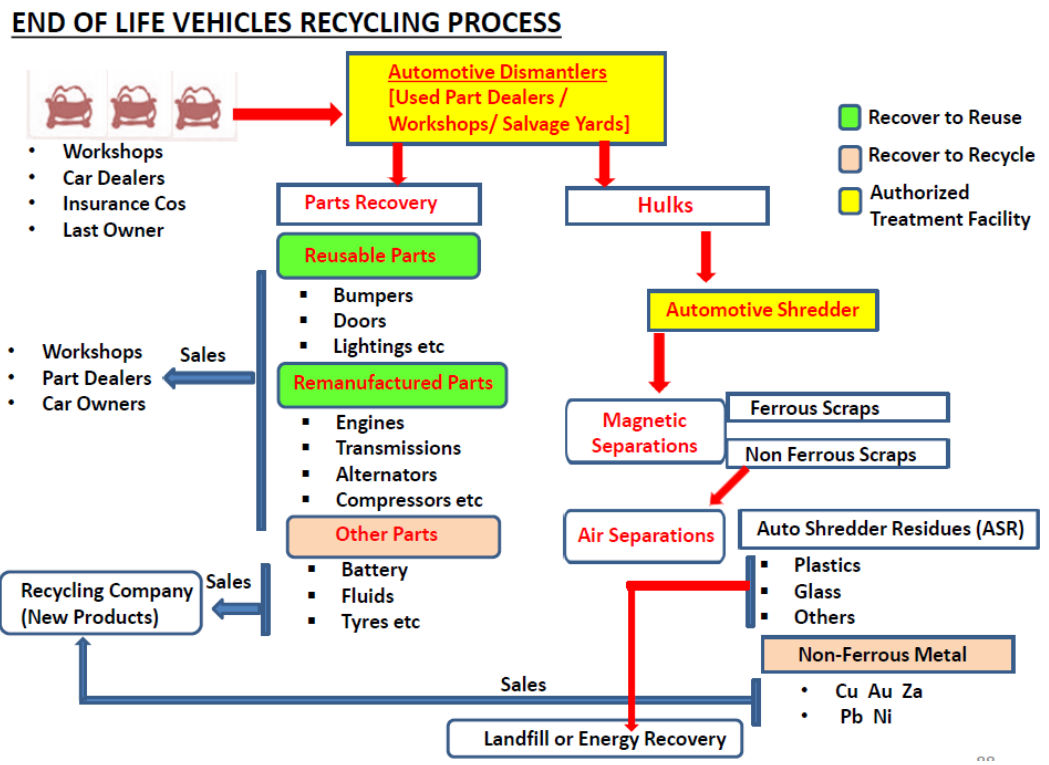 END OF LIFE VEHICLES RECYCLING PROCESS
Automotive Dismantlers
[Used Part Dealers /
Workshops/ Salvage Yards]
Recover to Reuse
Recover to Recycle
Authorized
Treatment Facility
• Workshops
• Car Dealers
• Insurance Cos
• Last Owner
Parts Recovery
Hulks
Reusable Parts
▪ Bumpers
▪ Doors
▪ Lightings etc
Automotive Shredder
Sales
• Workshops
• Part Dealers
• Car Owners
Remanufactured Parts
▪ Engines
▪ Transmissions
▪ Alternators
▪ Compressors etc
Magnetic
Separations
Ferrous Scraps
Non Ferrous Scraps
Other Parts
▪ Battery
▪ Fluids
▪ Tyres etc
Air Separations
Auto Shredder Residues (ASR)
▪ Plastics
▪ Glass
▪ Others
Sales
Recycling Company
(New Products)
Non-Ferrous Metal
• Cu Au Za
• Pb Ni
Sales
Landfill or Energy Recovery